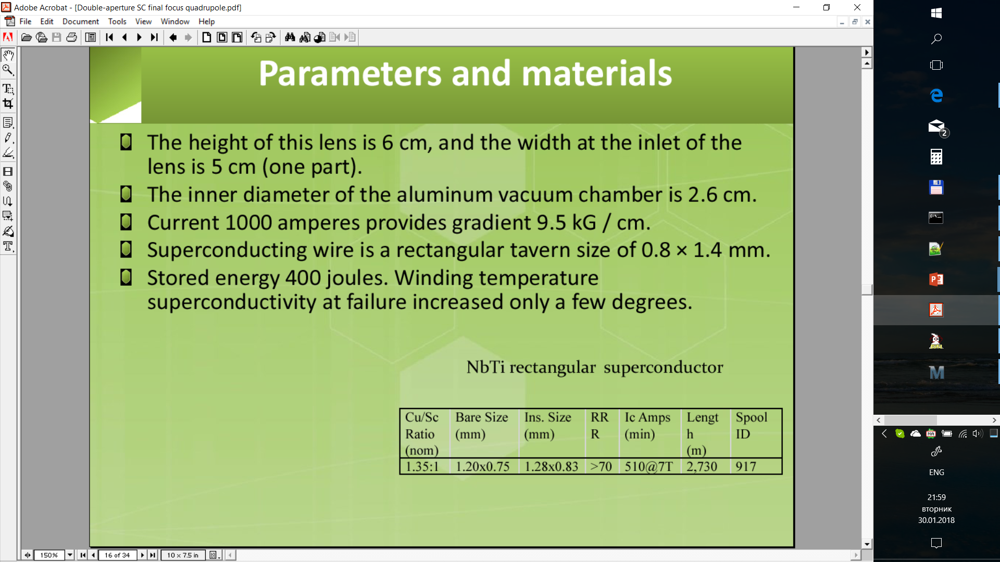 Adobe Acrobat - [Double-aperture SC final focus quadrupole.pdf]
File Edit Document Tools View Window Help
Parameters and materials
The height of this lens is 6 cm, and the width at the inlet of the
lens is 5 cm (one part).
The inner diameter of the aluminum vacuum chamber is 2.6 cm.
Current 1000 amperes provides gradient 9.5 kG / cm.
Superconducting wire is a rectangular tavern size of 0.8 × 1.4 mm.
Stored energy 400 joules. Winding temperature
superconductivity at failure increased only a few degrees.
NbTi rectangular superconductor
Cu/Sc Bare Size Ins. Size RR Ic Amps Lengt Spool
Ratio (mm) (mm) R (min) h ID
(nom) (m)
1.35:1 1.20x0.75 1.28x0.83 >70 510@7T 2,730 917
150% 16 of 34 10 x 7.5 in
2
ENG
21:59
вторник
30.01.2018